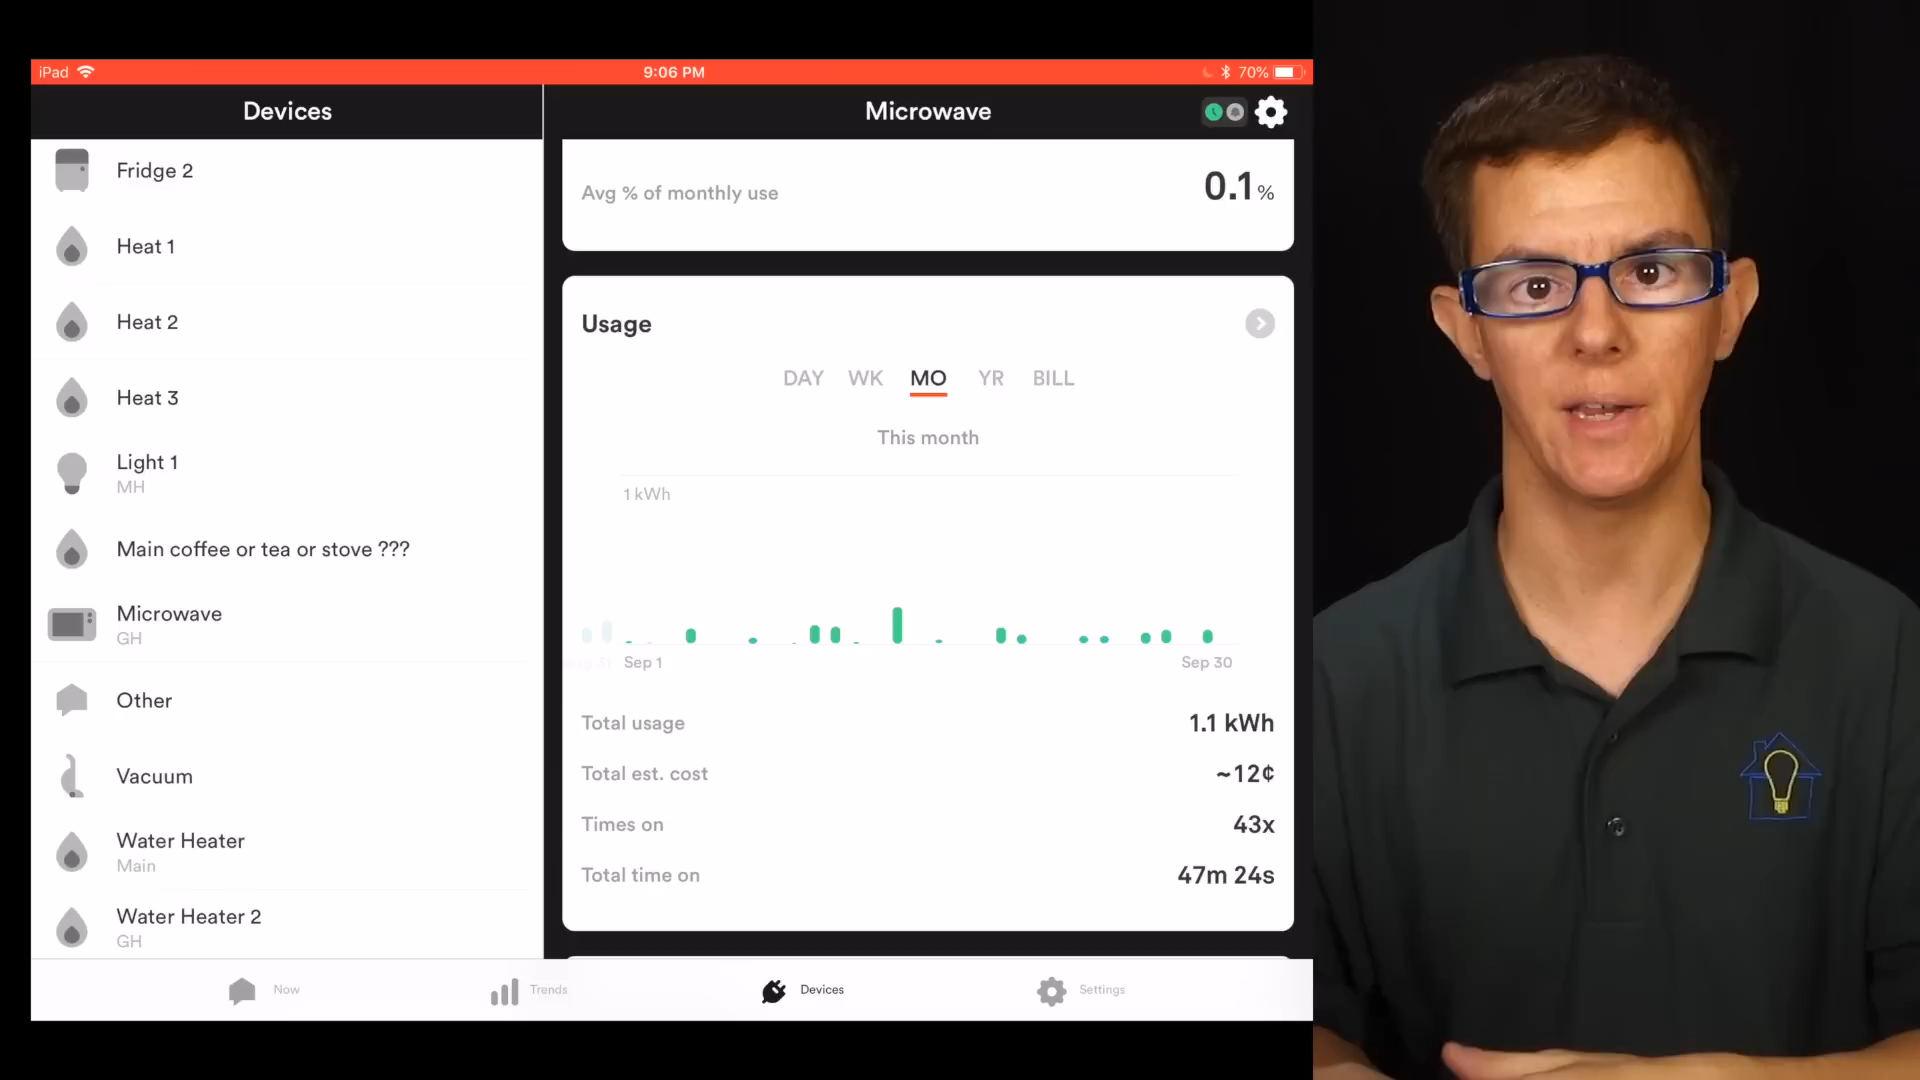 iPad
9:06 PM
70%
Devices
Microwave
Fridge 2
Heat 1
Heat 2
Heat 3
Light 1
MH
Main coffee or tea or stove ???
Microwave
GH
Other
Vacuum
Water Heater
Main
Water Heater 2
GH
Avg % of monthly use
0.1%
Usage
DAY WK MO YR BILL
This month
1 kWh
Sep 1
Sep 30
Total usage
1.1 kWh
Total est. cost
~12¢
Times on
43x
Total time on
47m 24s
Now
Trends
Devices
Settings